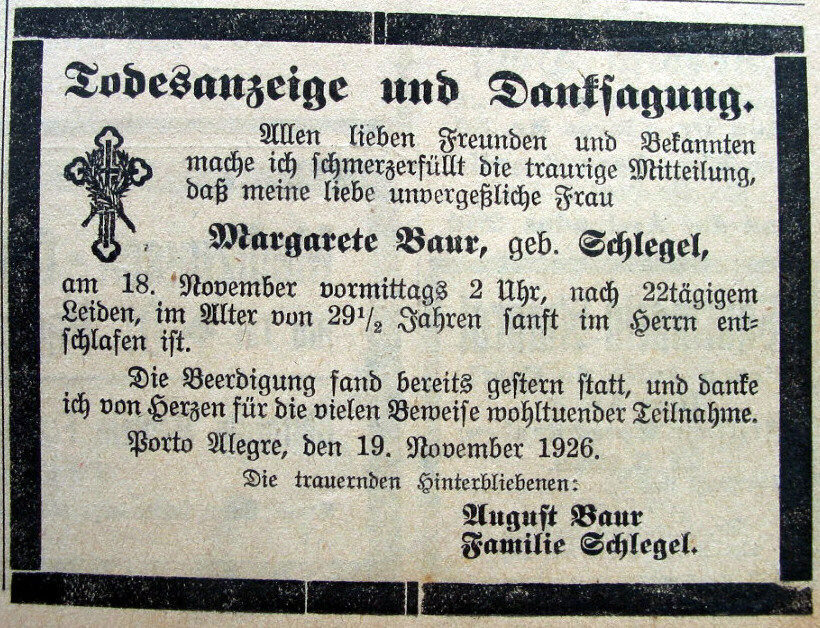 Todesanzeige und Danksagung.
Allen lieben Freunden und Bekannten
mache ich schmerzerfüllt die traurige Mitteilung,
daß meine liebe unvergeßliche Frau
Margarete Baur, geb. Schlegel,
am 18. November vormittags 2 Uhr, nach 22tägigem
Leiden, im Alter von 29¹/₂ Jahren sanft im Herrn ent-
schlafen ist.
Die Beerdigung fand bereits gestern statt, und danke
ich von Herzen für die vielen Beweise wohltuender Teilnahme.
Porto Alegre, den 19. November 1926.
Die trauernden Hinterbliebenen:
August Baur
Familie Schlegel.